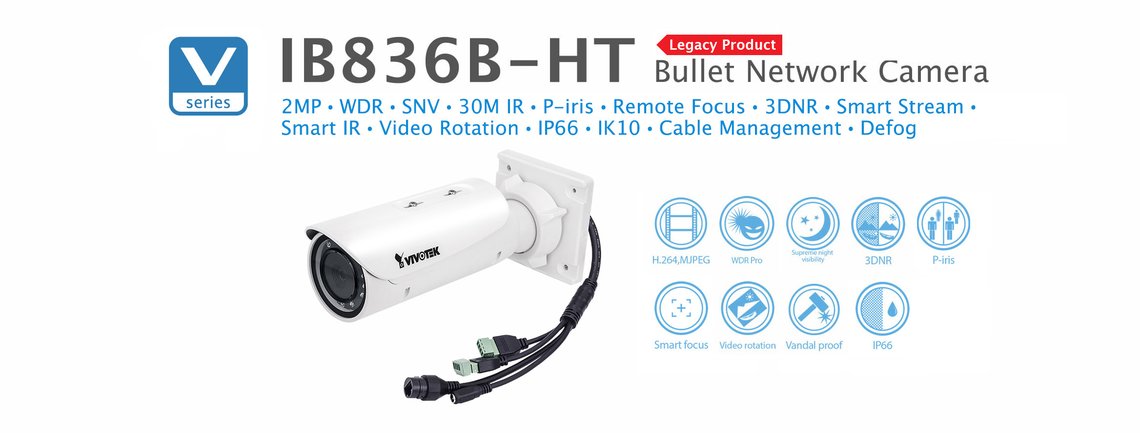 V
series
IB836B-HT
Legacy Product
Bullet Network Camera
2MP • WDR • SNV • 30M IR • P-iris • Remote Focus • 3DNR • Smart Stream •
Smart IR • Video Rotation • IP66 • IK10 • Cable Management • Defog
VIVOTEK
H.264,MJPEG
WDR Pro
Supreme night
visibility
3DNR
P-iris
Smart focus
Video rotation
Vandal proof
IP66